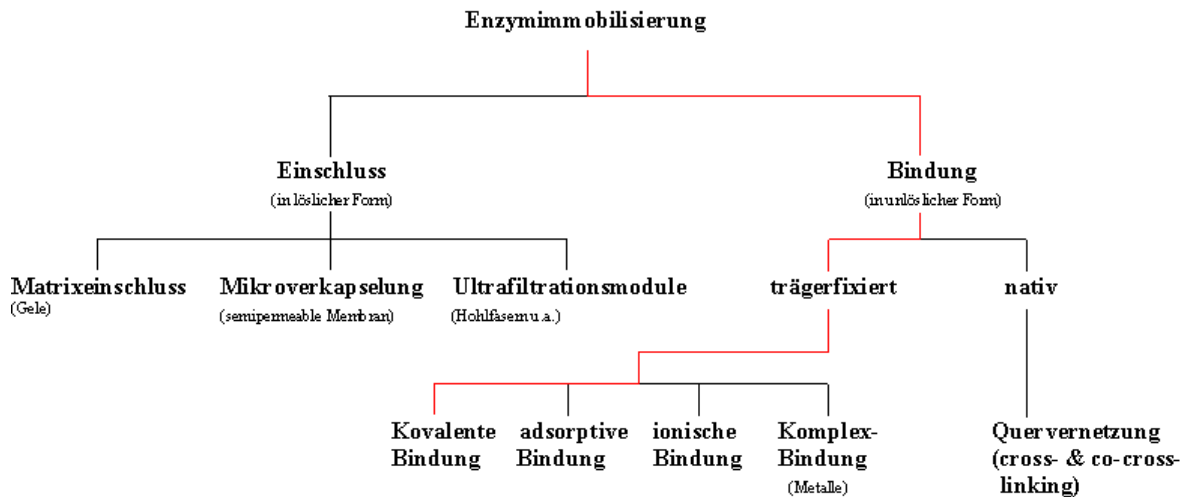 Enzymimmobilisierung
Einschluss
(in löslicher Form)
Bindung
(in unlöslicher Form)
Matrixeinschluss
(Gele)
Mikroverkapselung
(semipermeable Membran)
Ultrafiltrationsmodule
(Hohlfasern u.a.)
trägerfixiert
nativ
Kovalente
Bindung
adsorptive
Bindung
ionische
Bindung
Komplex-
Bindung
(Metalle)
Quervernetzung
(cross- & co-cross-
linking)